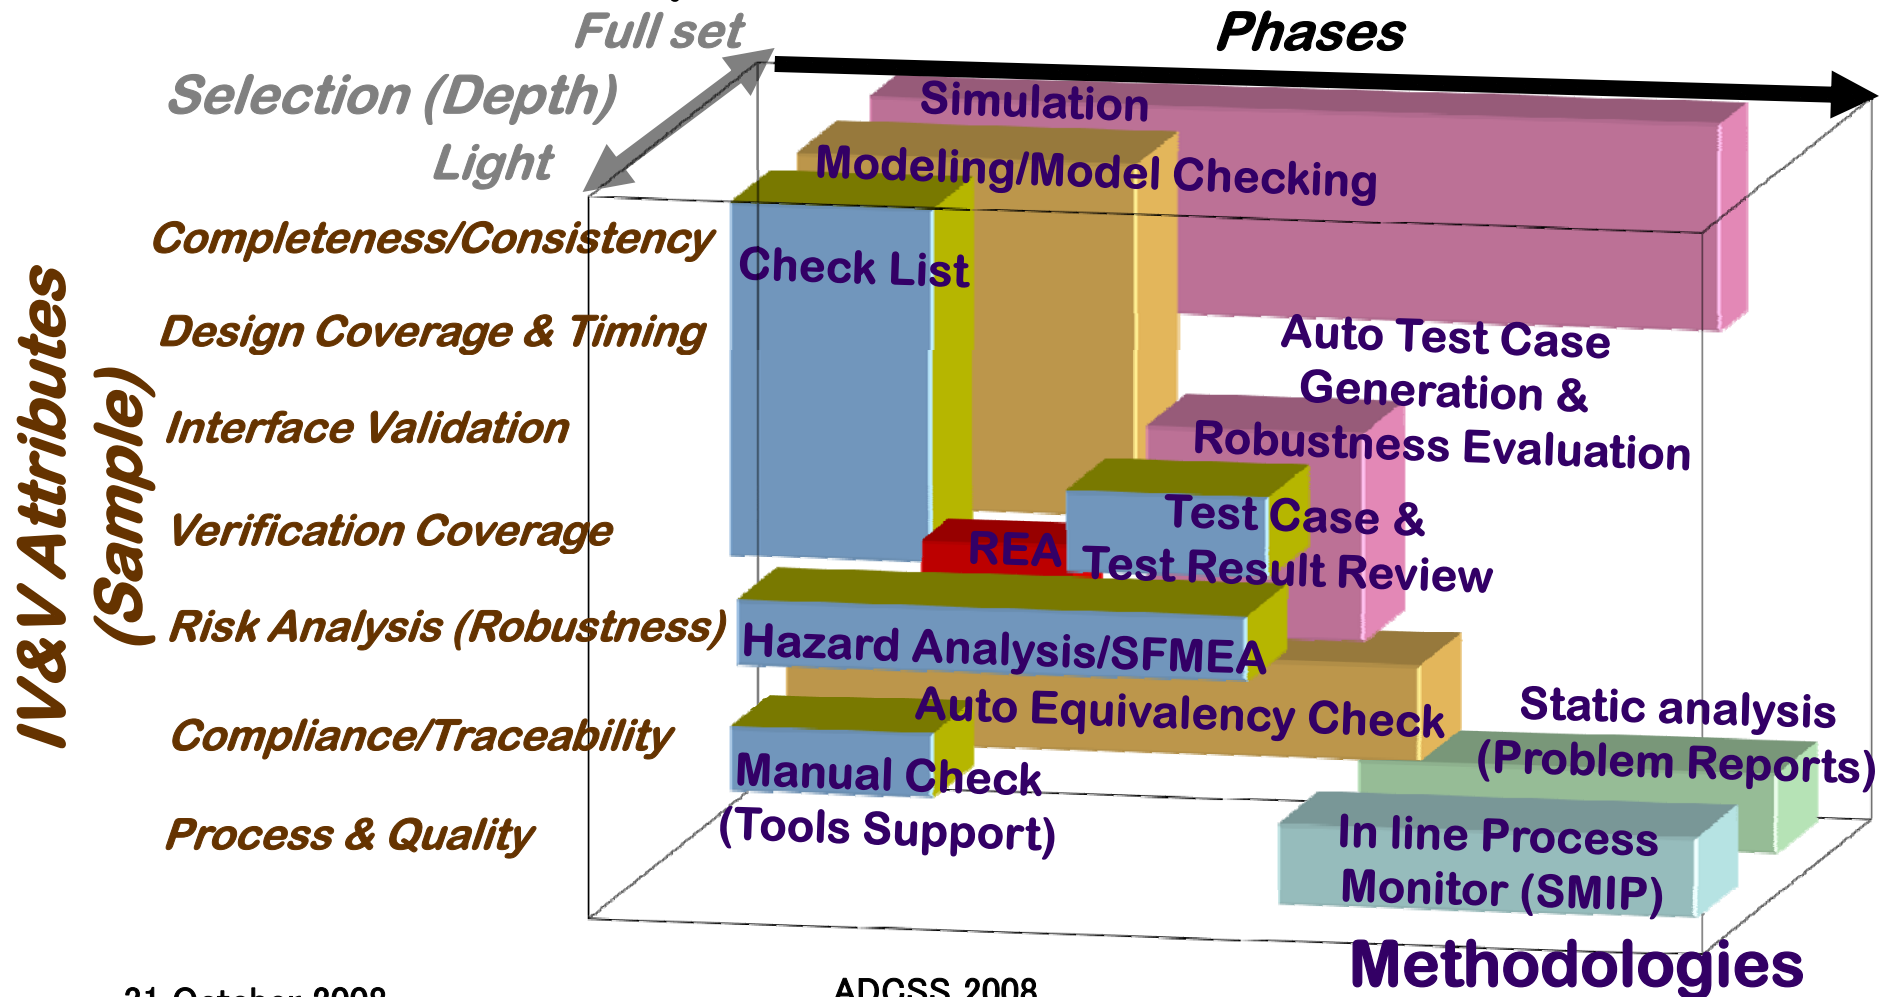 Full set
Phases
Selection (Depth)
Light
Simulation
Modeling/Model Checking
Completeness/Consistency
Check List
Design Coverage & Timing
Auto Test Case
Generation &
Robustness Evaluation
IV&V Attributes
(Sample)
Interface Validation
Verification Coverage
Test Case &
Test Result Review
REA
Risk Analysis (Robustness)
Hazard Analysis/SFMEA
Auto Equivalency Check
Static analysis
(Problem Reports)
Compliance/Traceability
Manual Check
(Tools Support)
Process & Quality
In line Process
Monitor (SMIP)
Methodologies
31 October 2008
ADCSS 2008